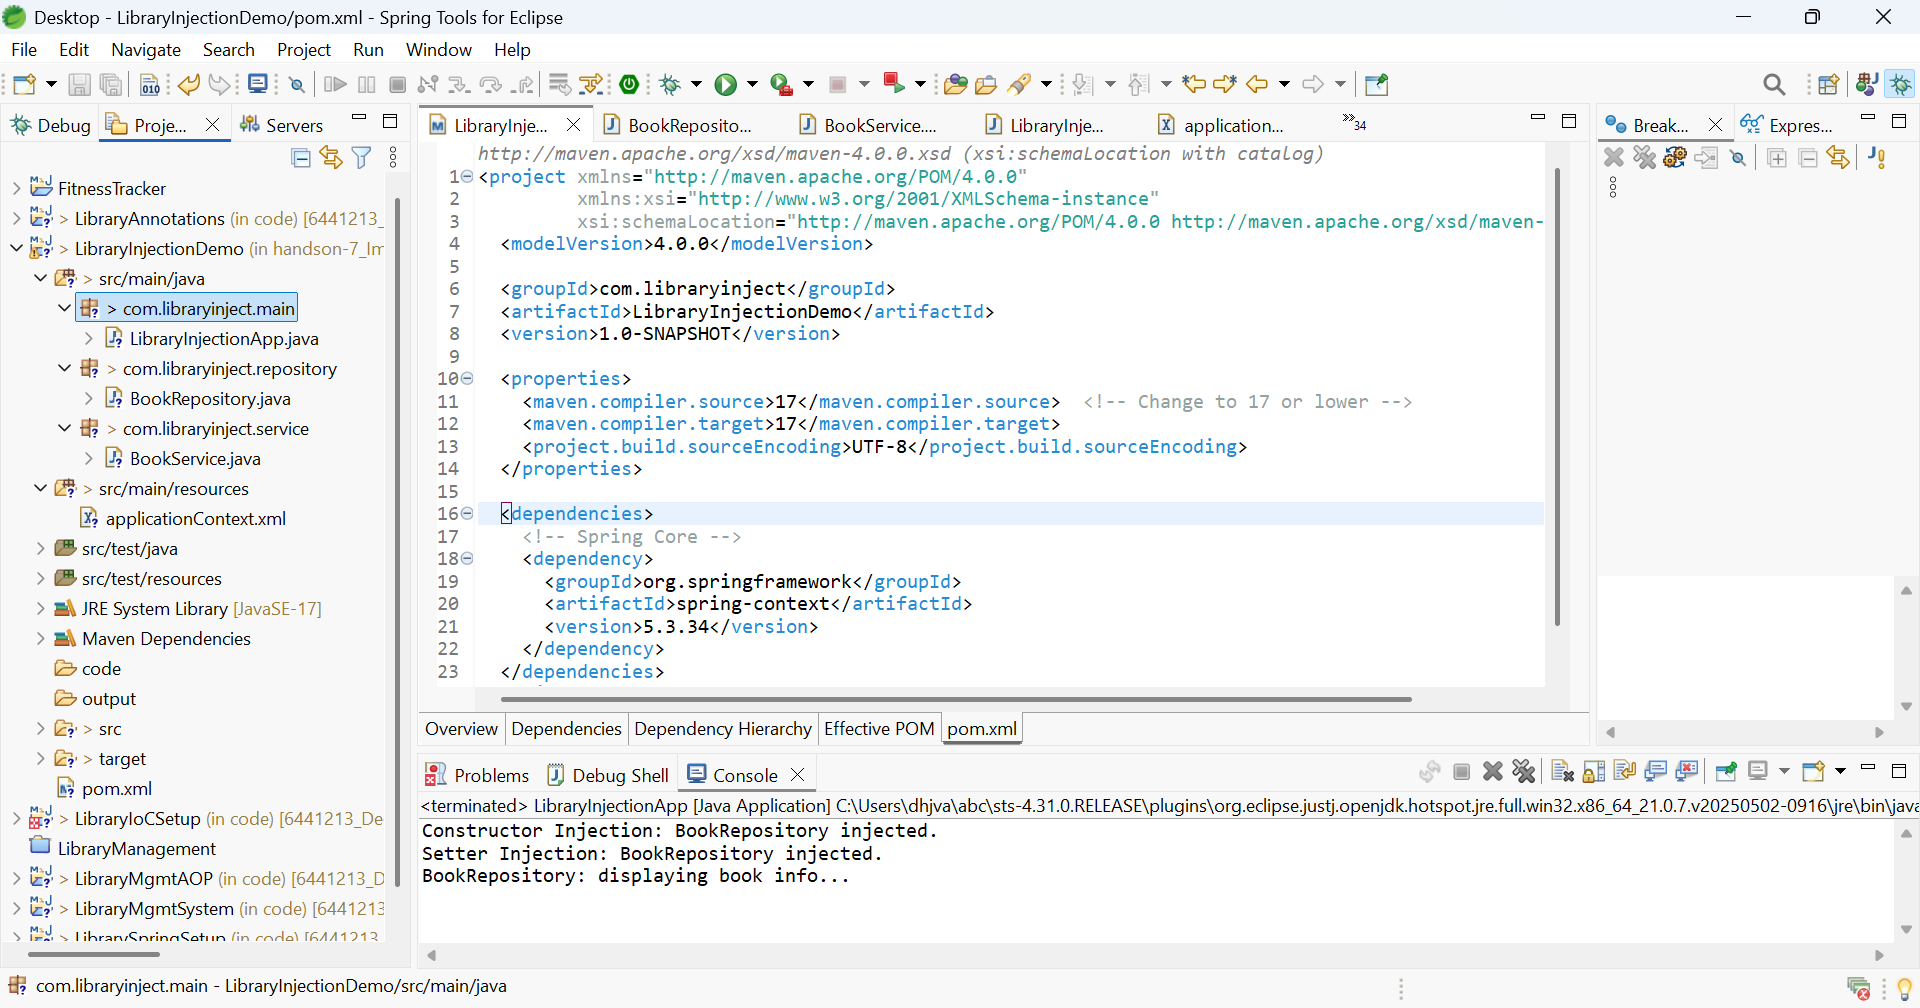 Desktop - LibraryInjectionDemo/pom.xml - Spring Tools for Eclipse
File Edit Navigate Search Project Run Window Help
Debug Proje... Servers
FitnessTracker
> LibraryAnnotations (in code) [6441213_
> LibraryInjectionDemo (in handson-7_Im
> src/main/java
> com.libraryinject.main
LibraryInjectionApp.java
> com.libraryinject.repository
BookRepository.java
> com.libraryinject.service
BookService.java
> src/main/resources
applicationContext.xml
src/test/java
src/test/resources
JRE System Library [JavaSE-17]
Maven Dependencies
code
output
> src
> target
pom.xml
> LibraryIoCSetup (in code) [6441213_De
LibraryManagement
> LibraryMgmtAOP (in code) [6441213_D
> LibraryMgmtSystem (in code) [6441213
> LibrarySpringSetup (in code) [6441213
LibraryInje... BookReposito... BookService.... LibraryInje... application... 34
http://maven.apache.org/xsd/maven-4.0.0.xsd (xsi:schemaLocation with catalog)
1 <project xmlns="http://maven.apache.org/POM/4.0.0"
2 xmlns:xsi="http://www.w3.org/2001/XMLSchema-instance"
3 xsi:schemaLocation="http://maven.apache.org/POM/4.0.0 http://maven.apache.org/xsd/maven-
4 <modelVersion>4.0.0</modelVersion>
5
6 <groupId>com.libraryinject</groupId>
7 <artifactId>LibraryInjectionDemo</artifactId>
8 <version>1.0-SNAPSHOT</version>
9
10 <properties>
11 <maven.compiler.source>17</maven.compiler.source> <!-- Change to 17 or lower -->
12 <maven.compiler.target>17</maven.compiler.target>
13 <project.build.sourceEncoding>UTF-8</project.build.sourceEncoding>
14 </properties>
15
16 <dependencies>
17 <!-- Spring Core -->
18 <dependency>
19 <groupId>org.springframework</groupId>
20 <artifactId>spring-context</artifactId>
21 <version>5.3.34</version>
22 </dependency>
23 </dependencies>
Overview Dependencies Dependency Hierarchy Effective POM pom.xml
Break... Expres...
Problems Debug Shell Console
<terminated> LibraryInjectionApp [Java Application] C:\Users\dhjva\abc\sts-4.31.0.RELEASE\plugins\org.eclipse.justj.openjdk.hotspot.jre.full.win32.x86_64_21.0.7.v20250502-0916\jre\bin\java
Constructor Injection: BookRepository injected.
Setter Injection: BookRepository injected.
BookRepository: displaying book info...
com.libraryinject.main - LibraryInjectionDemo/src/main/java